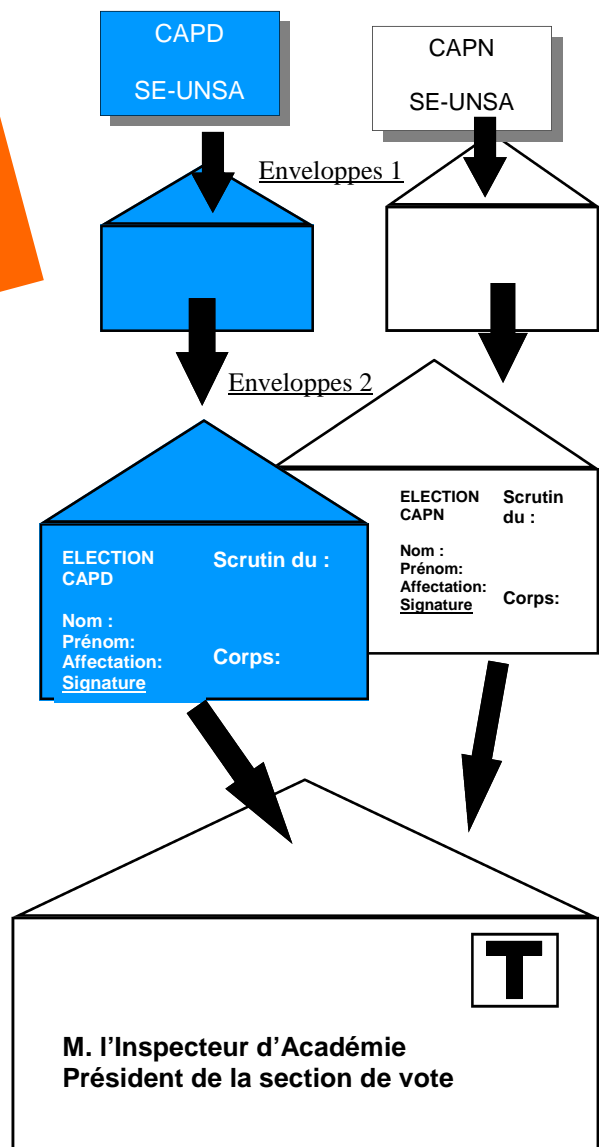 CAPD
SE-UNSA
CAPN
SE-UNSA
Enveloppes 1
Enveloppes 2
ELECTION
CAPD
Scrutin du :
Nom :
Prénom:
Affectation:
Signature
Corps:
ELECTION
CAPN
Scrutin
du :
Nom :
Prénom:
Affectation:
Signature
Corps:
T
M. l'Inspecteur d’Académie
Président de la section de vote